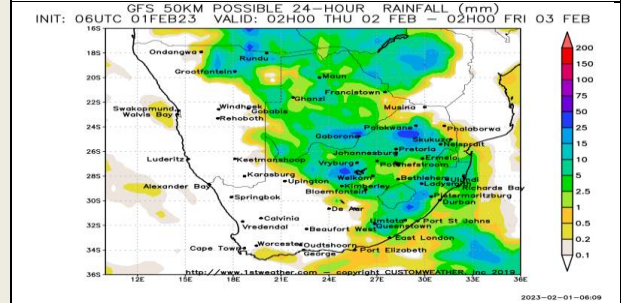 GFS 50KM POSSIBLE 24-HOUR RAINFALL (mm)
INIT: 06UTC 01FEB23 VALID: 02H00 THU 02 FEB – 02H00 FRI 03 FEB
16S
Ondangwa
Rundu
200
150
18S
Grootfontein
100
20S
Maun
75
Francistown
Ghanzi
50
22S
Musina
Windhoek
Gobabis
Swakopmund
Walvis Bay
Rehoboth
25
24S
Polokwane
Phalaborwa
Gaborone
Skukuza
20
Nelspruit
Pretoria
15
26S
Johannesburg
Ermelo
Luderitz
Keetmanshoop
Vryburg
Potchefstroom
10
28S
Karasburg
Welkom
Bethlehem
Ulundi
5
Upington
Kimberley
Ladysmith
Richards Bay
Alexander Bay
Bloemfontein
2.5
30S
Springbok
Pietermaritzburg
Durban
De Aar
1
Calvinia
Umtata
Port St Johns
0.5
32S
Vredendal
Beaufort West
Queenstown
0.2
East London
34S
Cape Town
Worcester
Oudtshoorn
0.1
George
Port Elizabeth
http://www.1stweather.com – copyright CUSTOMWEATHER, inc 2019
36S
12E 15E 18E 21E 24E 27E 30E 33E 36E
2023-02-01-06:09